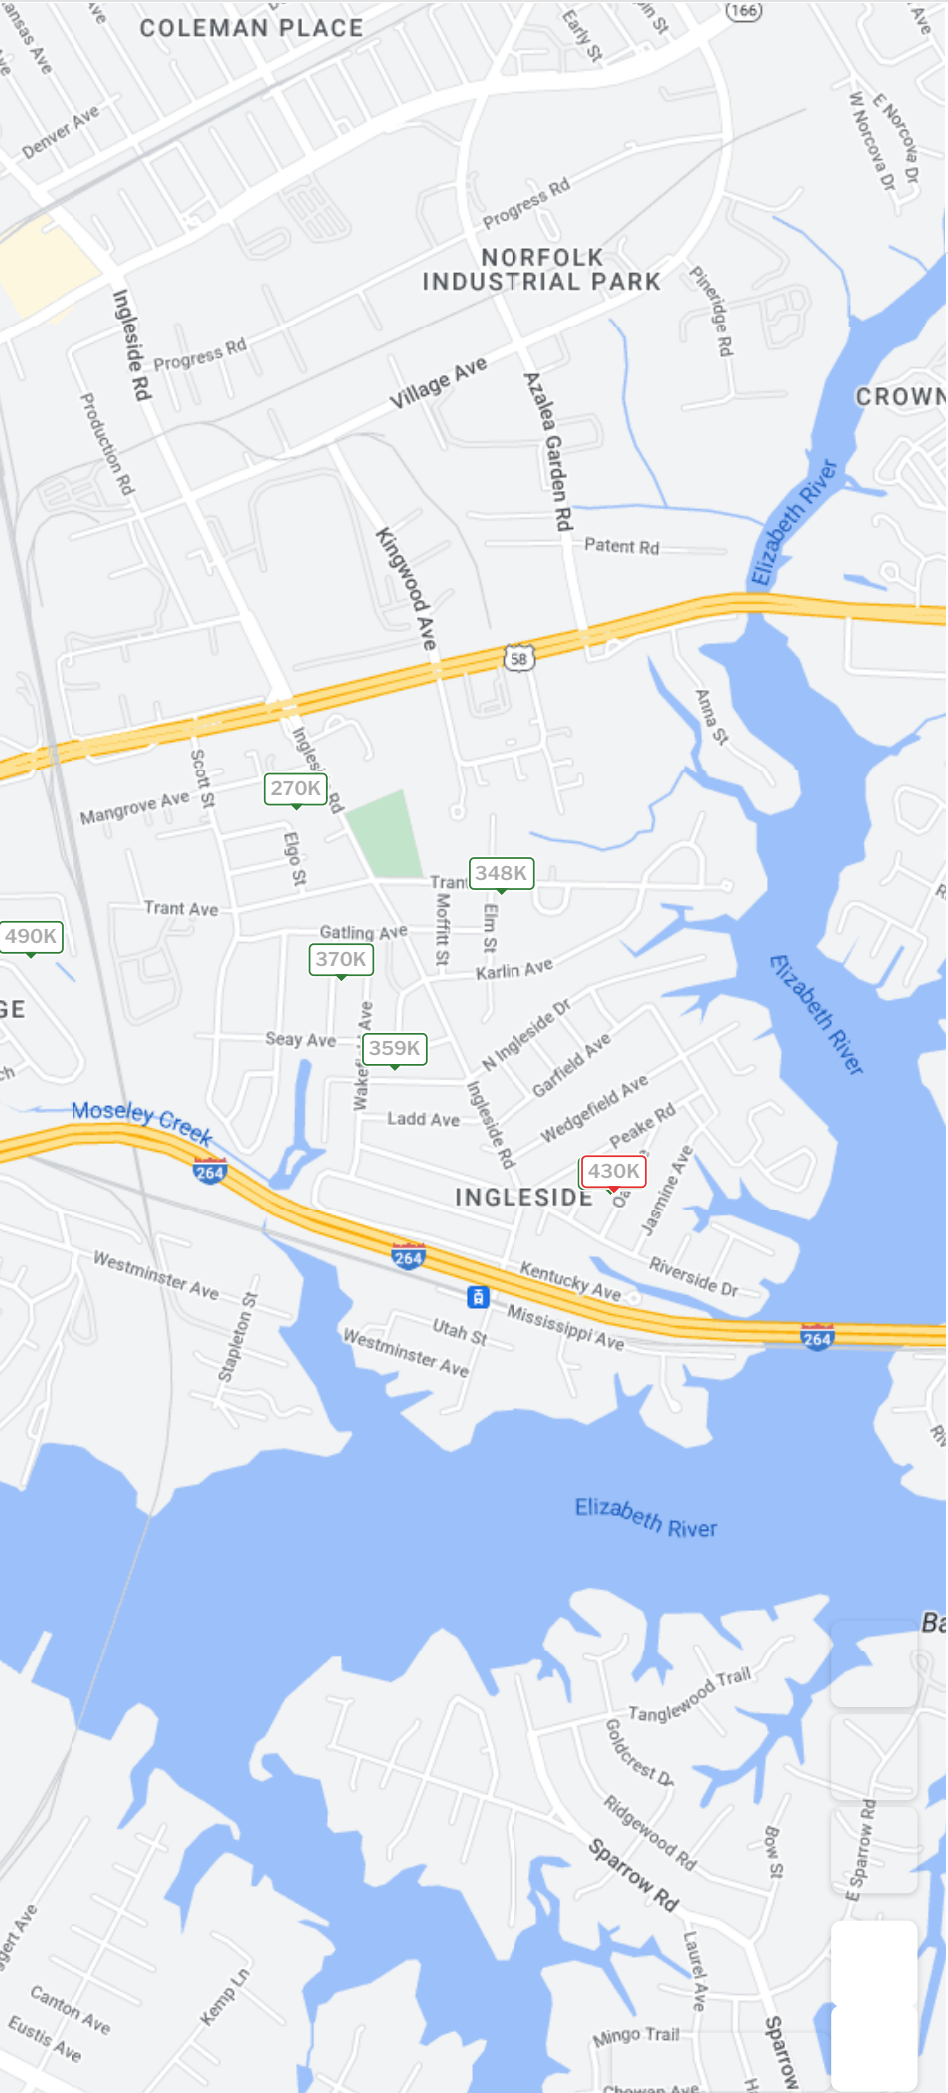 COLEMAN PLACE
166
Early St
Denver Ave
W Norcova Dr
E Norcova Dr
Progress Rd
NORFOLK
INDUSTRIAL PARK
Pineridge Rd
Ingleside Rd
Progress Rd
Village Ave
Azalea Garden Rd
CROWN
Production Rd
Elizabeth River
Kingwood Ave
Patent Rd
58
Anna St
Scott St
270K
Mangrove Ave
Elgo St
348K
Trant Ave
Moffitt St
Elm St
Gatling Ave
490K
370K
Karlin Ave
Elizabeth River
GE
N Ingleside Dr
Seay Ave
359K
Garfield Ave
Ingleside Rd
Wedgefield Ave
Moseley Creek
Ladd Ave
Peake Rd
264
430K
INGLESIDE
Jasmine Ave
264
Westminster Ave
Kentucky Ave
Riverside Dr
Stapleton St
Utah St
Mississippi Ave
264
Westminster Ave
Elizabeth River
Tanglewood Trail
Goldcrest Dr
Ridgewood Rd
E Sparrow Rd
Bow St
Sparrow Rd
Laurel Ave
Kemp Ln
Canton Ave
Eustis Ave
Mingo Trail
Sparrow